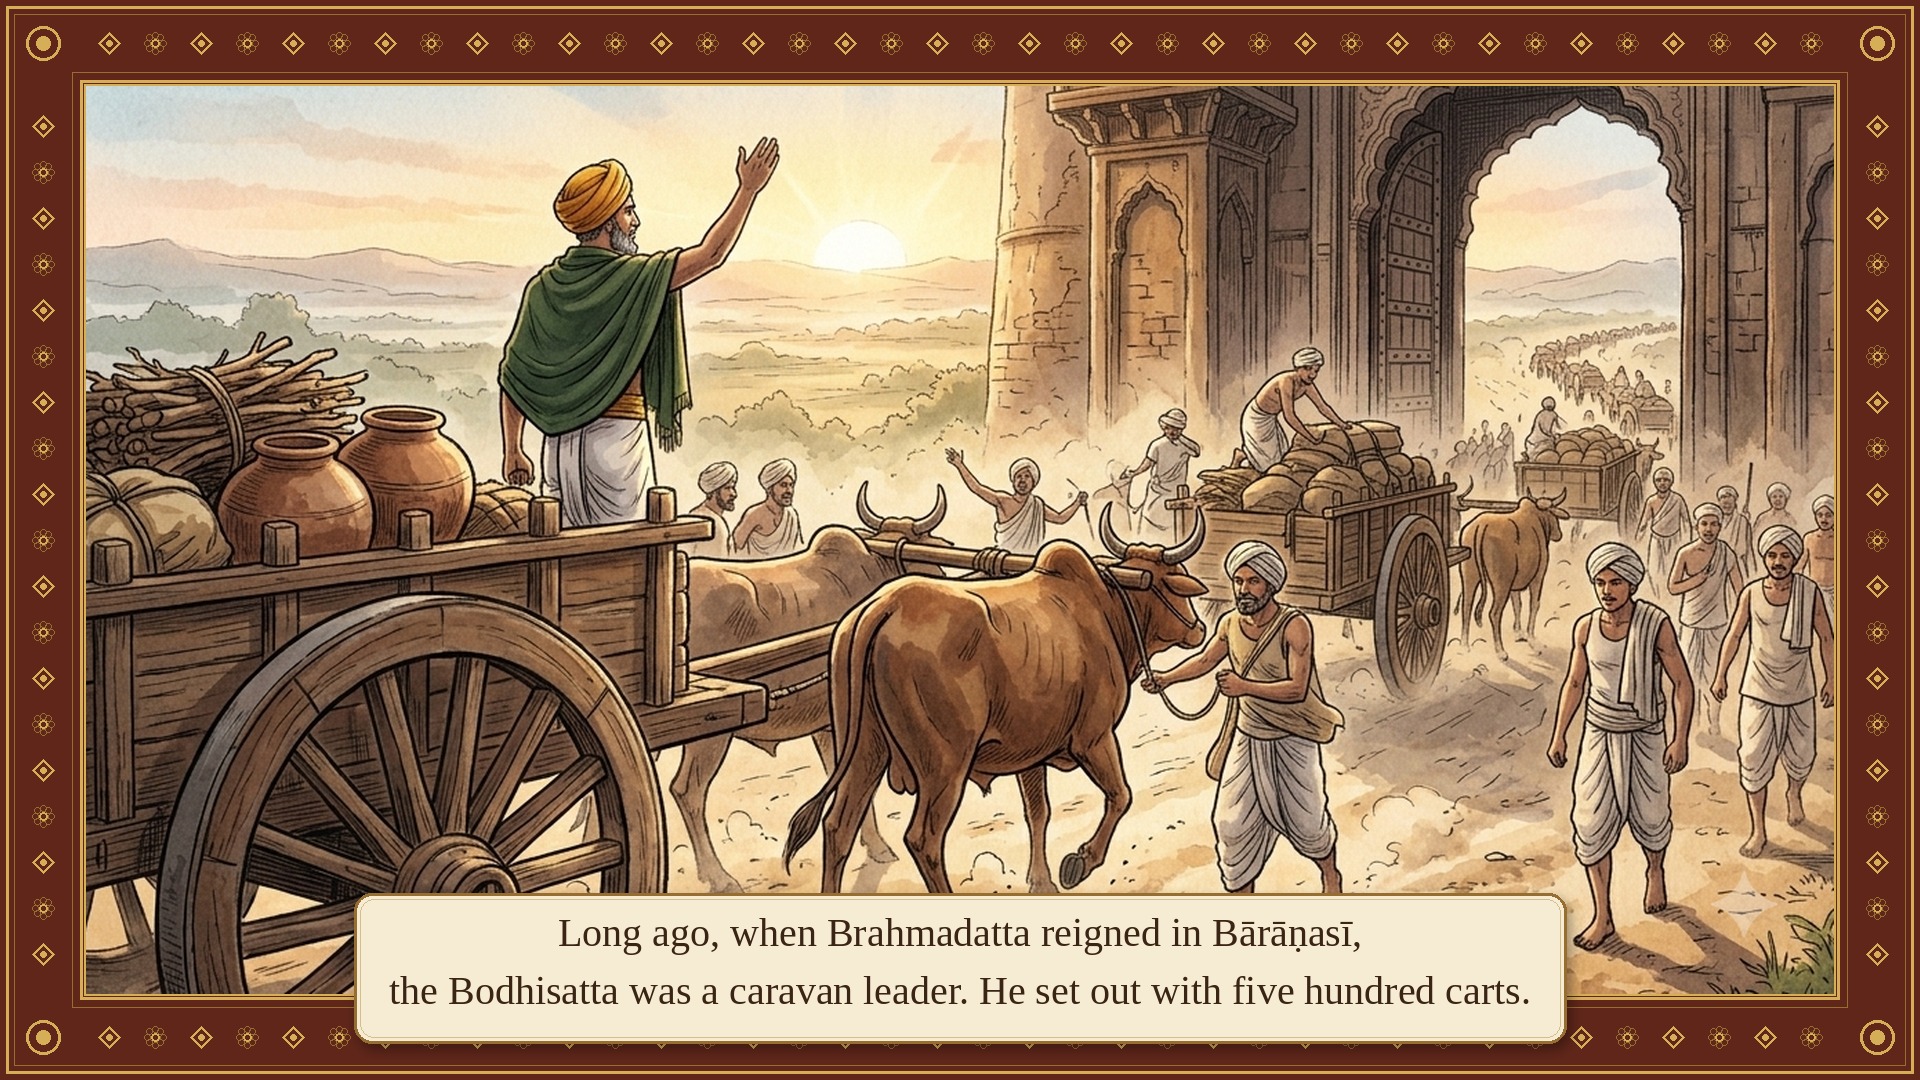 Long ago, when Brahmadatta reigned in Bārāṇasī,
the Bodhisatta was a caravan leader. He set out with five hundred carts.